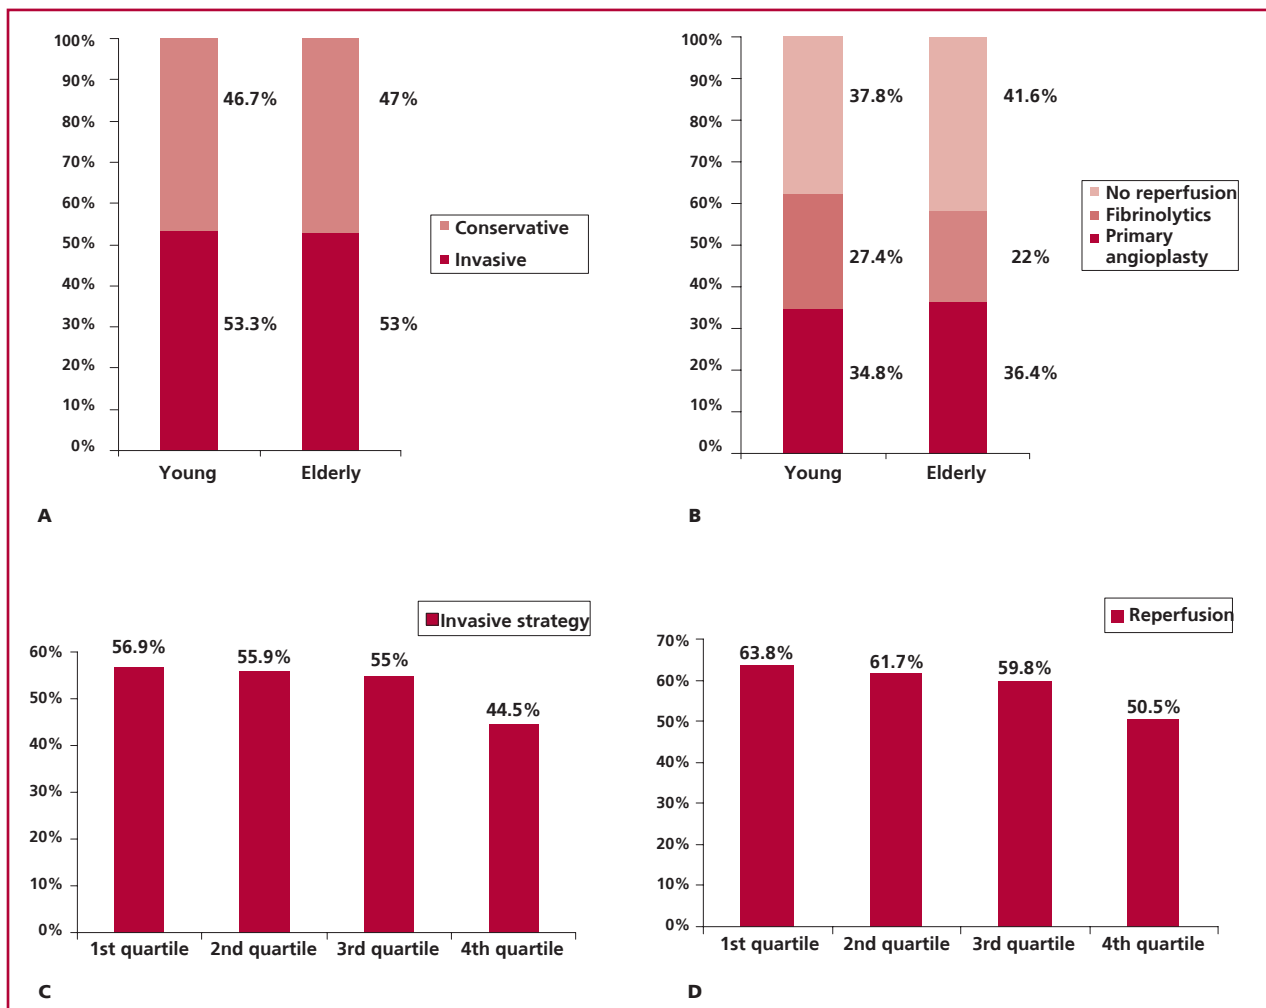 100%
90%
80%
70%
60%
50%
40%
30%
20%
10%
0%
46.7%
47%
53.3%
53%
Conservative
Invasive
Young
Elderly
A
100%
90%
80%
70%
60%
50%
40%
30%
20%
10%
0%
37.8%
41.6%
27.4%
22%
34.8%
36.4%
No reperfusion
Fibrinolytics
Primary
angioplasty
Young
Elderly
B
Invasive strategy
60%
50%
40%
30%
20%
10%
0%
56.9%
55.9%
55%
44.5%
1st quartile
2nd quartile
3rd quartile
4th quartile
C
Reperfusion
70%
60%
50%
40%
30%
20%
10%
0%
63.8%
61.7%
59.8%
50.5%
1st quartile
2nd quartile
3rd quartile
4th quartile
D